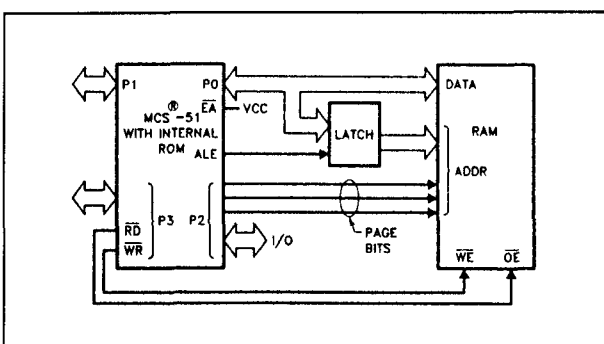 P1
P0
DATA
®
MCS -51
WITH INTERNAL
ROM
EA
VCC
LATCH
RAM
ALE
ADDR
P3
P2
RD
WR
I/O
PAGE
BITS
WE
OE